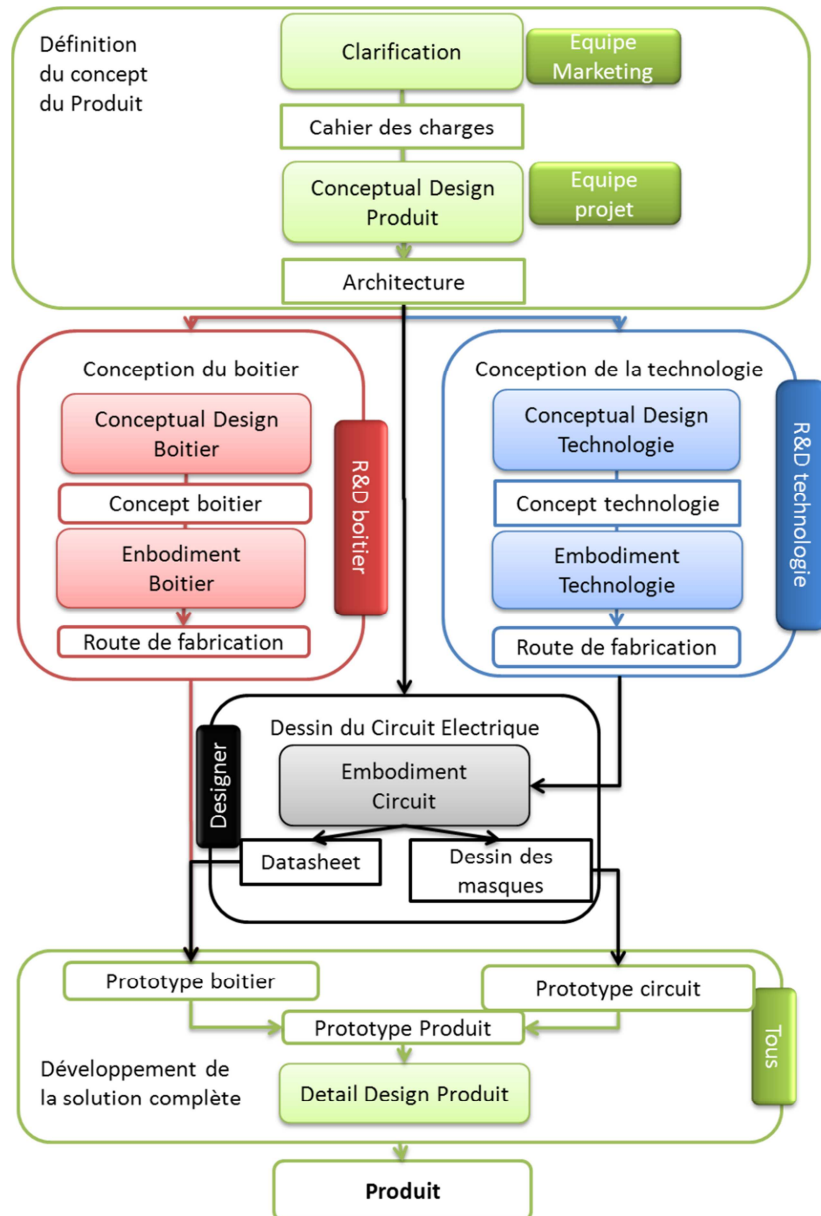 Définition
du concept
du Produit
Clarification
Equipe
Marketing
Cahier des charges
Conceptual Design
Produit
Equipe
projet
Architecture
Conception du boitier
Conceptual Design
Boitier
Concept boitier
Enbodiment
Boitier
Route de fabrication
R&D boitier
Conception de la technologie
Conceptual Design
Technologie
Concept technologie
Embodiment
Technologie
Route de fabrication
R&D technologie
Dessin du Circuit Electrique
Designer
Embodiment
Circuit
Datasheet
Dessin des
masques
Prototype boitier
Prototype circuit
Prototype Produit
Tous
Développement de
la solution complète
Detail Design Produit
Produit